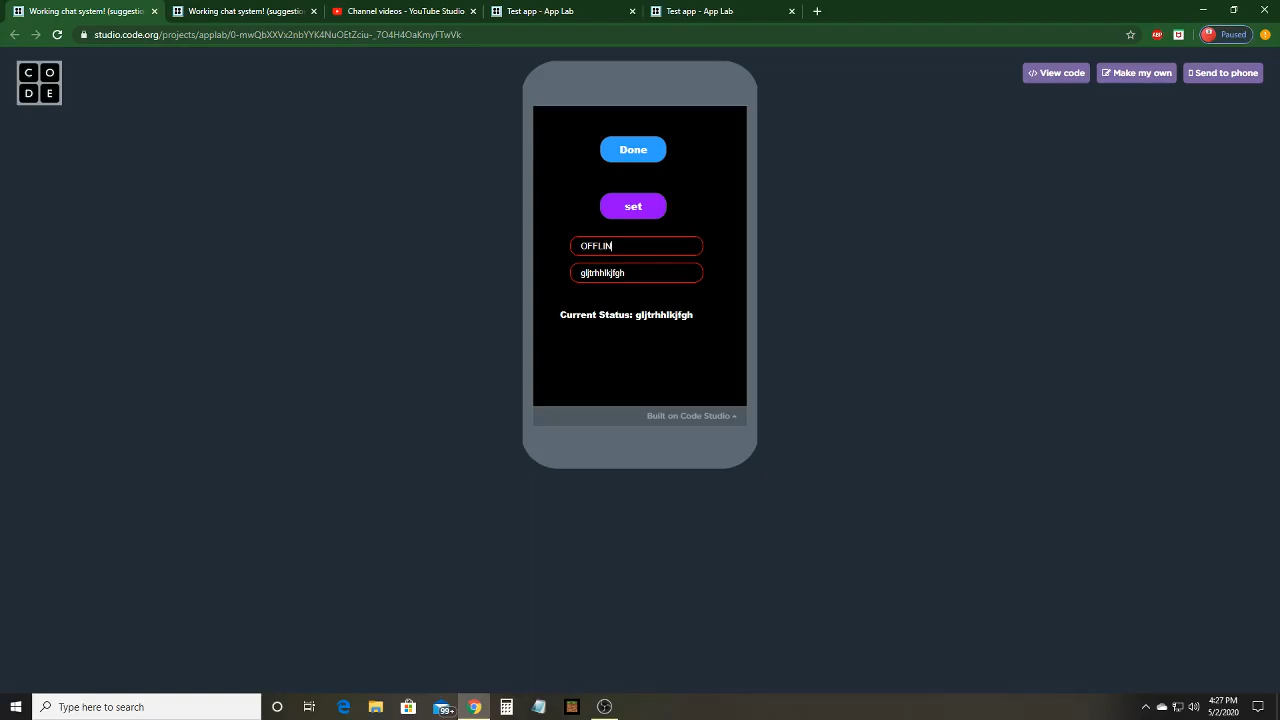 Working chat system! (suggestio
Working chat system! (suggestio
Channel videos - YouTube Studio
Test app - App Lab
Test app - App Lab
studio.code.org/projects/applab/0-mwQbXXVx2nbYYK4NuOEtZciu-_7O4H4OaKmyFTwVk
ABP
Paused
C O
D E
View code
Make my own
Send to phone
Done
set
OFFLIN
gljtrhhlkjfgh
Current Status: gljtrhhlkjfgh
Built on Code Studio
Type here to search
99+
4:27 PM
5/2/2020